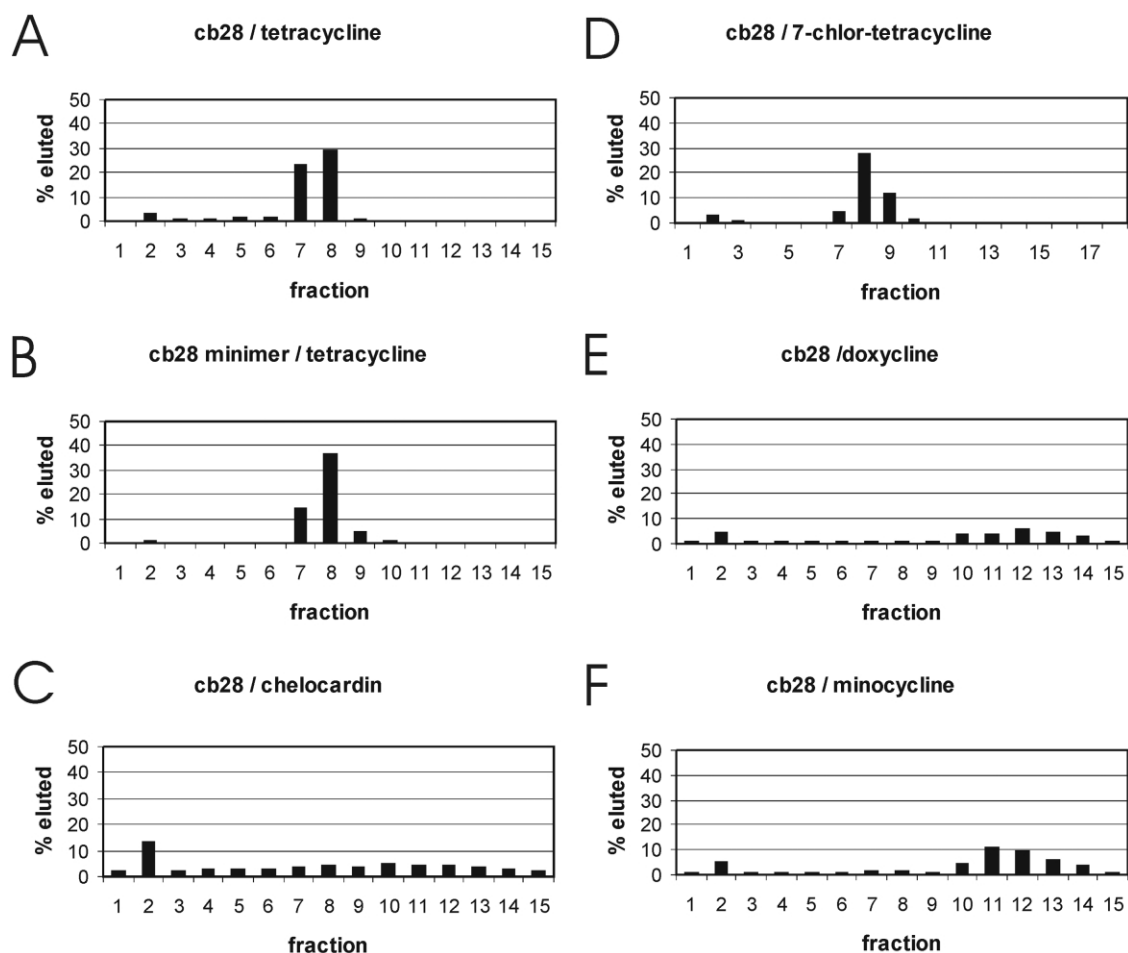 A
cb28 / tetracycline
50
40
30
20
10
0
% eluted
1 2 3 4 5 6 7 8 9 10 11 12 13 14 15
fraction
B
cb28 minimer / tetracycline
50
40
30
20
10
0
% eluted
1 2 3 4 5 6 7 8 9 10 11 12 13 14 15
fraction
C
cb28 / chelocardin
50
40
30
20
10
0
% eluted
1 2 3 4 5 6 7 8 9 10 11 12 13 14 15
fraction
D
cb28 / 7-chlor-tetracycline
50
40
30
20
10
0
% eluted
1 3 5 7 9 11 13 15 17
fraction
E
cb28 /doxycline
50
40
30
20
10
0
% eluted
1 2 3 4 5 6 7 8 9 10 11 12 13 14 15
fraction
F
cb28 / minocycline
50
40
30
20
10
0
% eluted
1 2 3 4 5 6 7 8 9 10 11 12 13 14 15
fraction